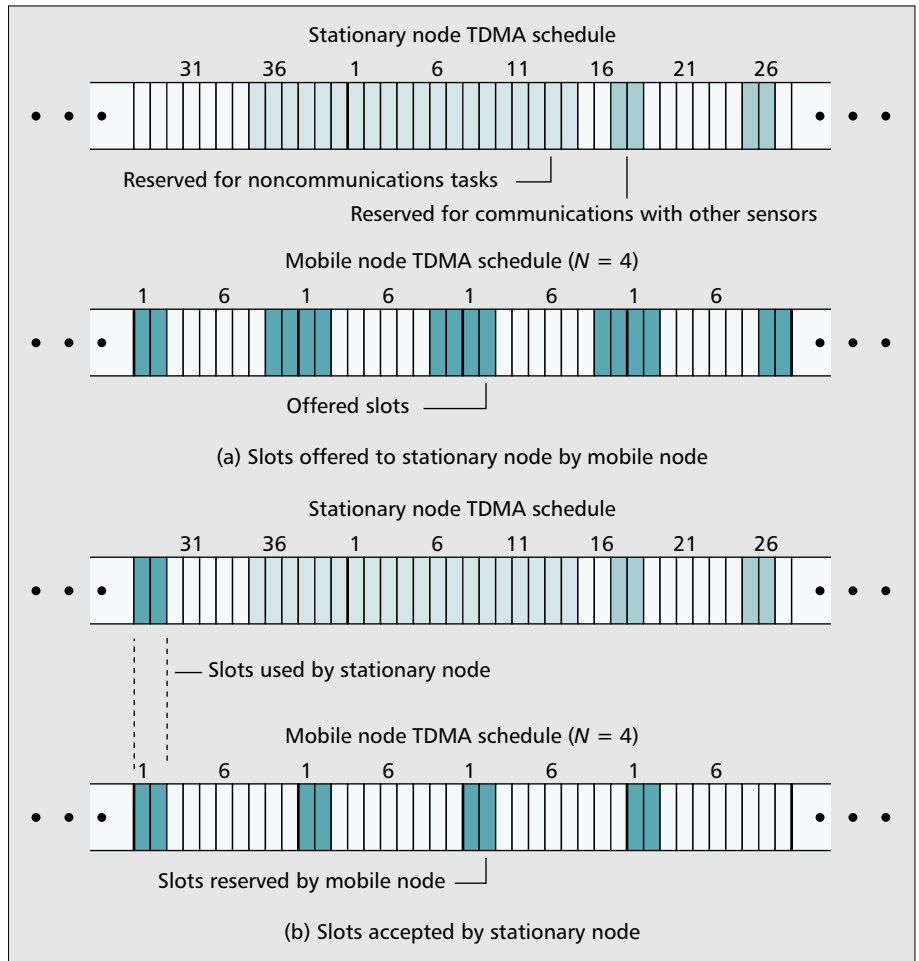 Stationary node TDMA schedule
31 36 1 6 11 16 21 26
Reserved for noncommunications tasks
Reserved for communications with other sensors
Mobile node TDMA schedule (N = 4)
1 6 1 6 1 6 1 6
Offered slots
(a) Slots offered to stationary node by mobile node
Stationary node TDMA schedule
31 36 1 6 11 16 21 26
Slots used by stationary node
Mobile node TDMA schedule (N = 4)
1 6 1 6 1 6 1 6
Slots reserved by mobile node
(b) Slots accepted by stationary node